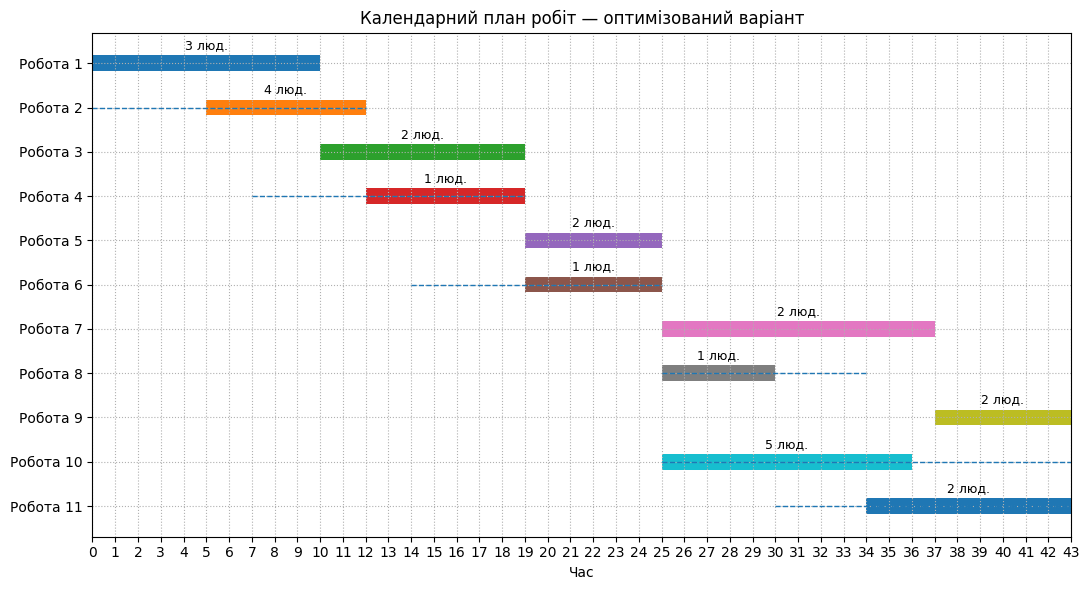 Календарний план робіт — оптимізований варіант
Робота 1
3 люд.
Робота 2
4 люд.
Робота 3
2 люд.
Робота 4
1 люд.
Робота 5
2 люд.
Робота 6
1 люд.
Робота 7
2 люд.
Робота 8
1 люд.
Робота 9
2 люд.
Робота 10
5 люд.
Робота 11
2 люд.
0 1 2 3 4 5 6 7 8 9 10 11 12 13 14 15 16 17 18 19 20 21 22 23 24 25 26 27 28 29 30 31 32 33 34 35 36 37 38 39 40 41 42 43
Час